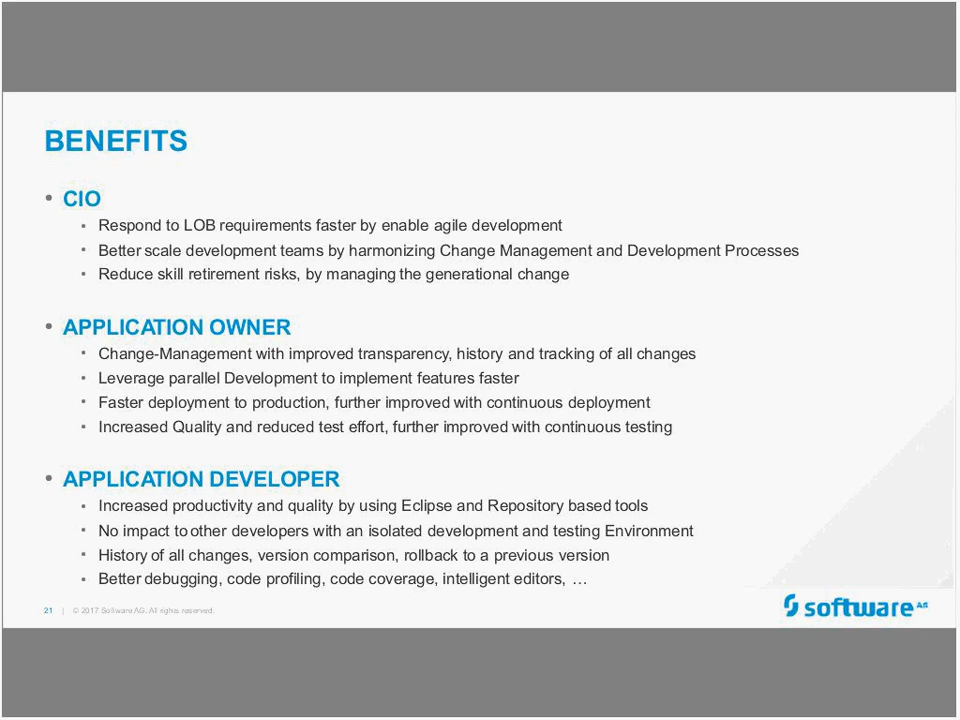 BENEFITS
• CIO
▪ Respond to LOB requirements faster by enable agile development
▪ Better scale development teams by harmonizing Change Management and Development Processes
▪ Reduce skill retirement risks, by managing the generational change
• APPLICATION OWNER
▪ Change-Management with improved transparency, history and tracking of all changes
▪ Leverage parallel Development to implement features faster
▪ Faster deployment to production, further improved with continuous deployment
▪ Increased Quality and reduced test effort, further improved with continuous testing
• APPLICATION DEVELOPER
▪ Increased productivity and quality by using Eclipse and Repository based tools
▪ No impact to other developers with an isolated development and testing Environment
▪ History of all changes, version comparison, rollback to a previous version
▪ Better debugging, code profiling, code coverage, intelligent editors, …
21 | © 2017 Software AG. All rights reserved.
software AG